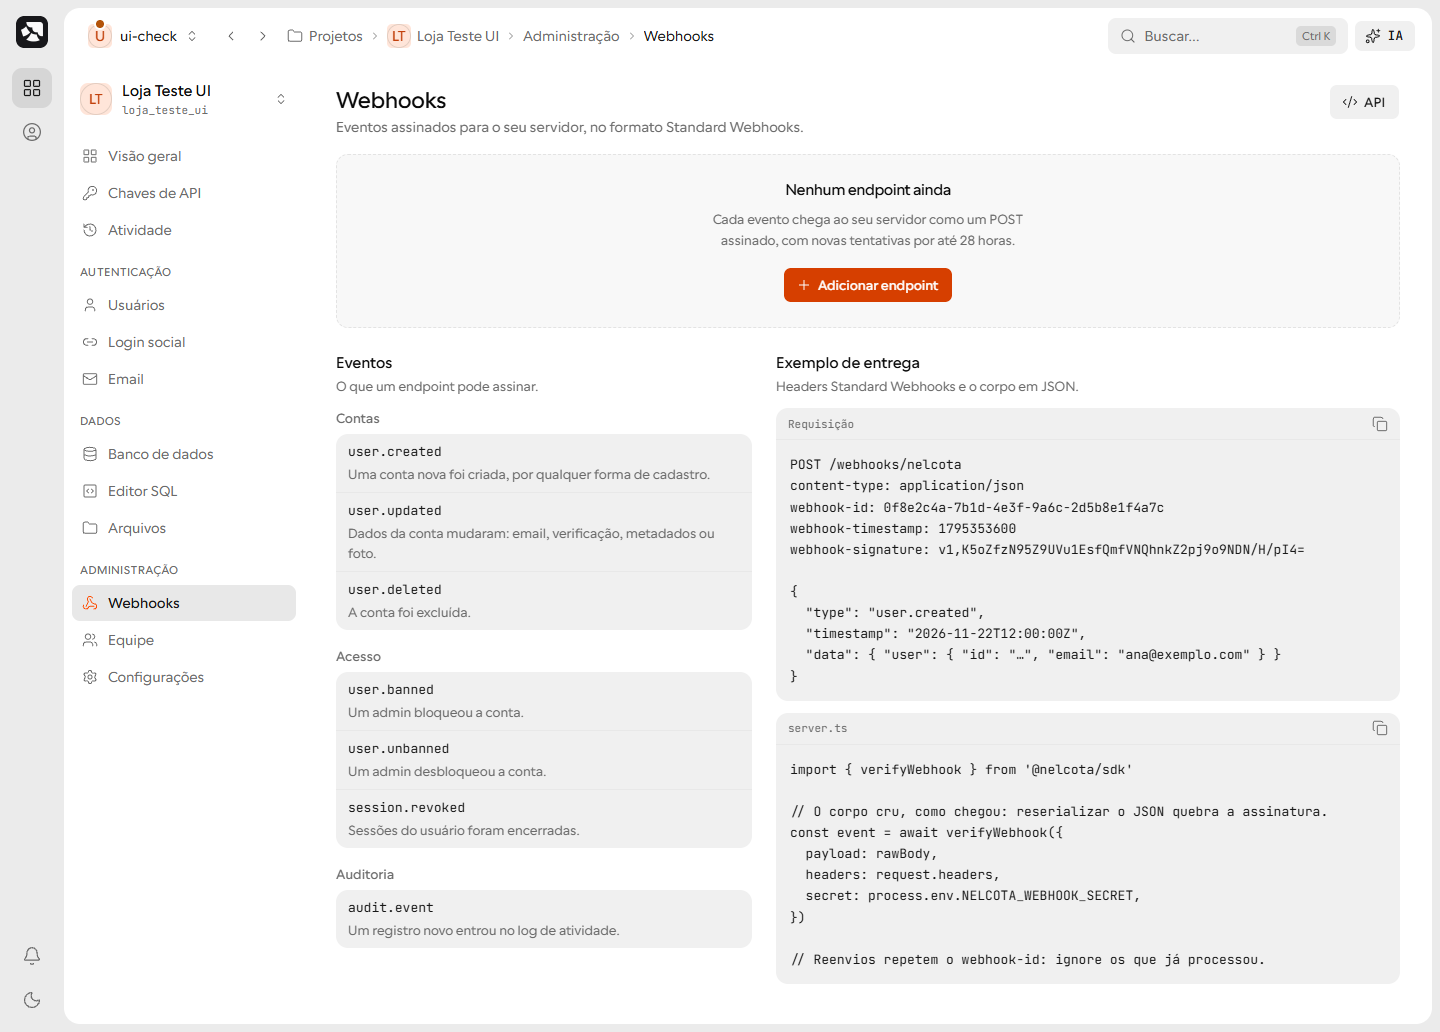 U ui-check
Projetos
LT Loja Teste UI
Administração
Webhooks
Buscar...
Ctrl K
IA
LT
Loja Teste UI
loja_teste_ui
Visão geral
Chaves de API
Atividade
AUTENTICAÇÃO
Usuários
Login social
Email
DADOS
Banco de dados
Editor SQL
Arquivos
ADMINISTRAÇÃO
Webhooks
Equipe
Configurações
Webhooks
Eventos assinados para o seu servidor, no formato Standard Webhooks.
API
Nenhum endpoint ainda
Cada evento chega ao seu servidor como um POST
assinado, com novas tentativas por até 28 horas.
Adicionar endpoint
Eventos
O que um endpoint pode assinar.
Contas
user.created
Uma conta nova foi criada, por qualquer forma de cadastro.
user.updated
Dados da conta mudaram: email, verificação, metadados ou
foto.
user.deleted
A conta foi excluída.
Acesso
user.banned
Um admin bloqueou a conta.
user.unbanned
Um admin desbloqueou a conta.
session.revoked
Sessões do usuário foram encerradas.
Auditoria
audit.event
Um registro novo entrou no log de atividade.
Exemplo de entrega
Headers Standard Webhooks e o corpo em JSON.
Requisição
POST /webhooks/nelcota
content-type: application/json
webhook-id: 0f8e2c4a-7b1d-4e3f-9a6c-2d5b8e1f4a7c
webhook-timestamp: 1795353600
webhook-signature: v1,K5oZfzN95Z9UVu1EsfQmfVNQhnkZ2pj9o9NDN/H/pI4=
{
"type": "user.created",
"timestamp": "2026-11-22T12:00:00Z",
"data": { "user": { "id": "…", "email": "ana@exemplo.com" } }
}
server.ts
import { verifyWebhook } from '@nelcota/sdk'
// O corpo cru, como chegou: reserializar o JSON quebra a assinatura.
const event = await verifyWebhook({
payload: rawBody,
headers: request.headers,
secret: process.env.NELCOTA_WEBHOOK_SECRET,
})
// Reenvios repetem o webhook-id: ignore os que já processou.